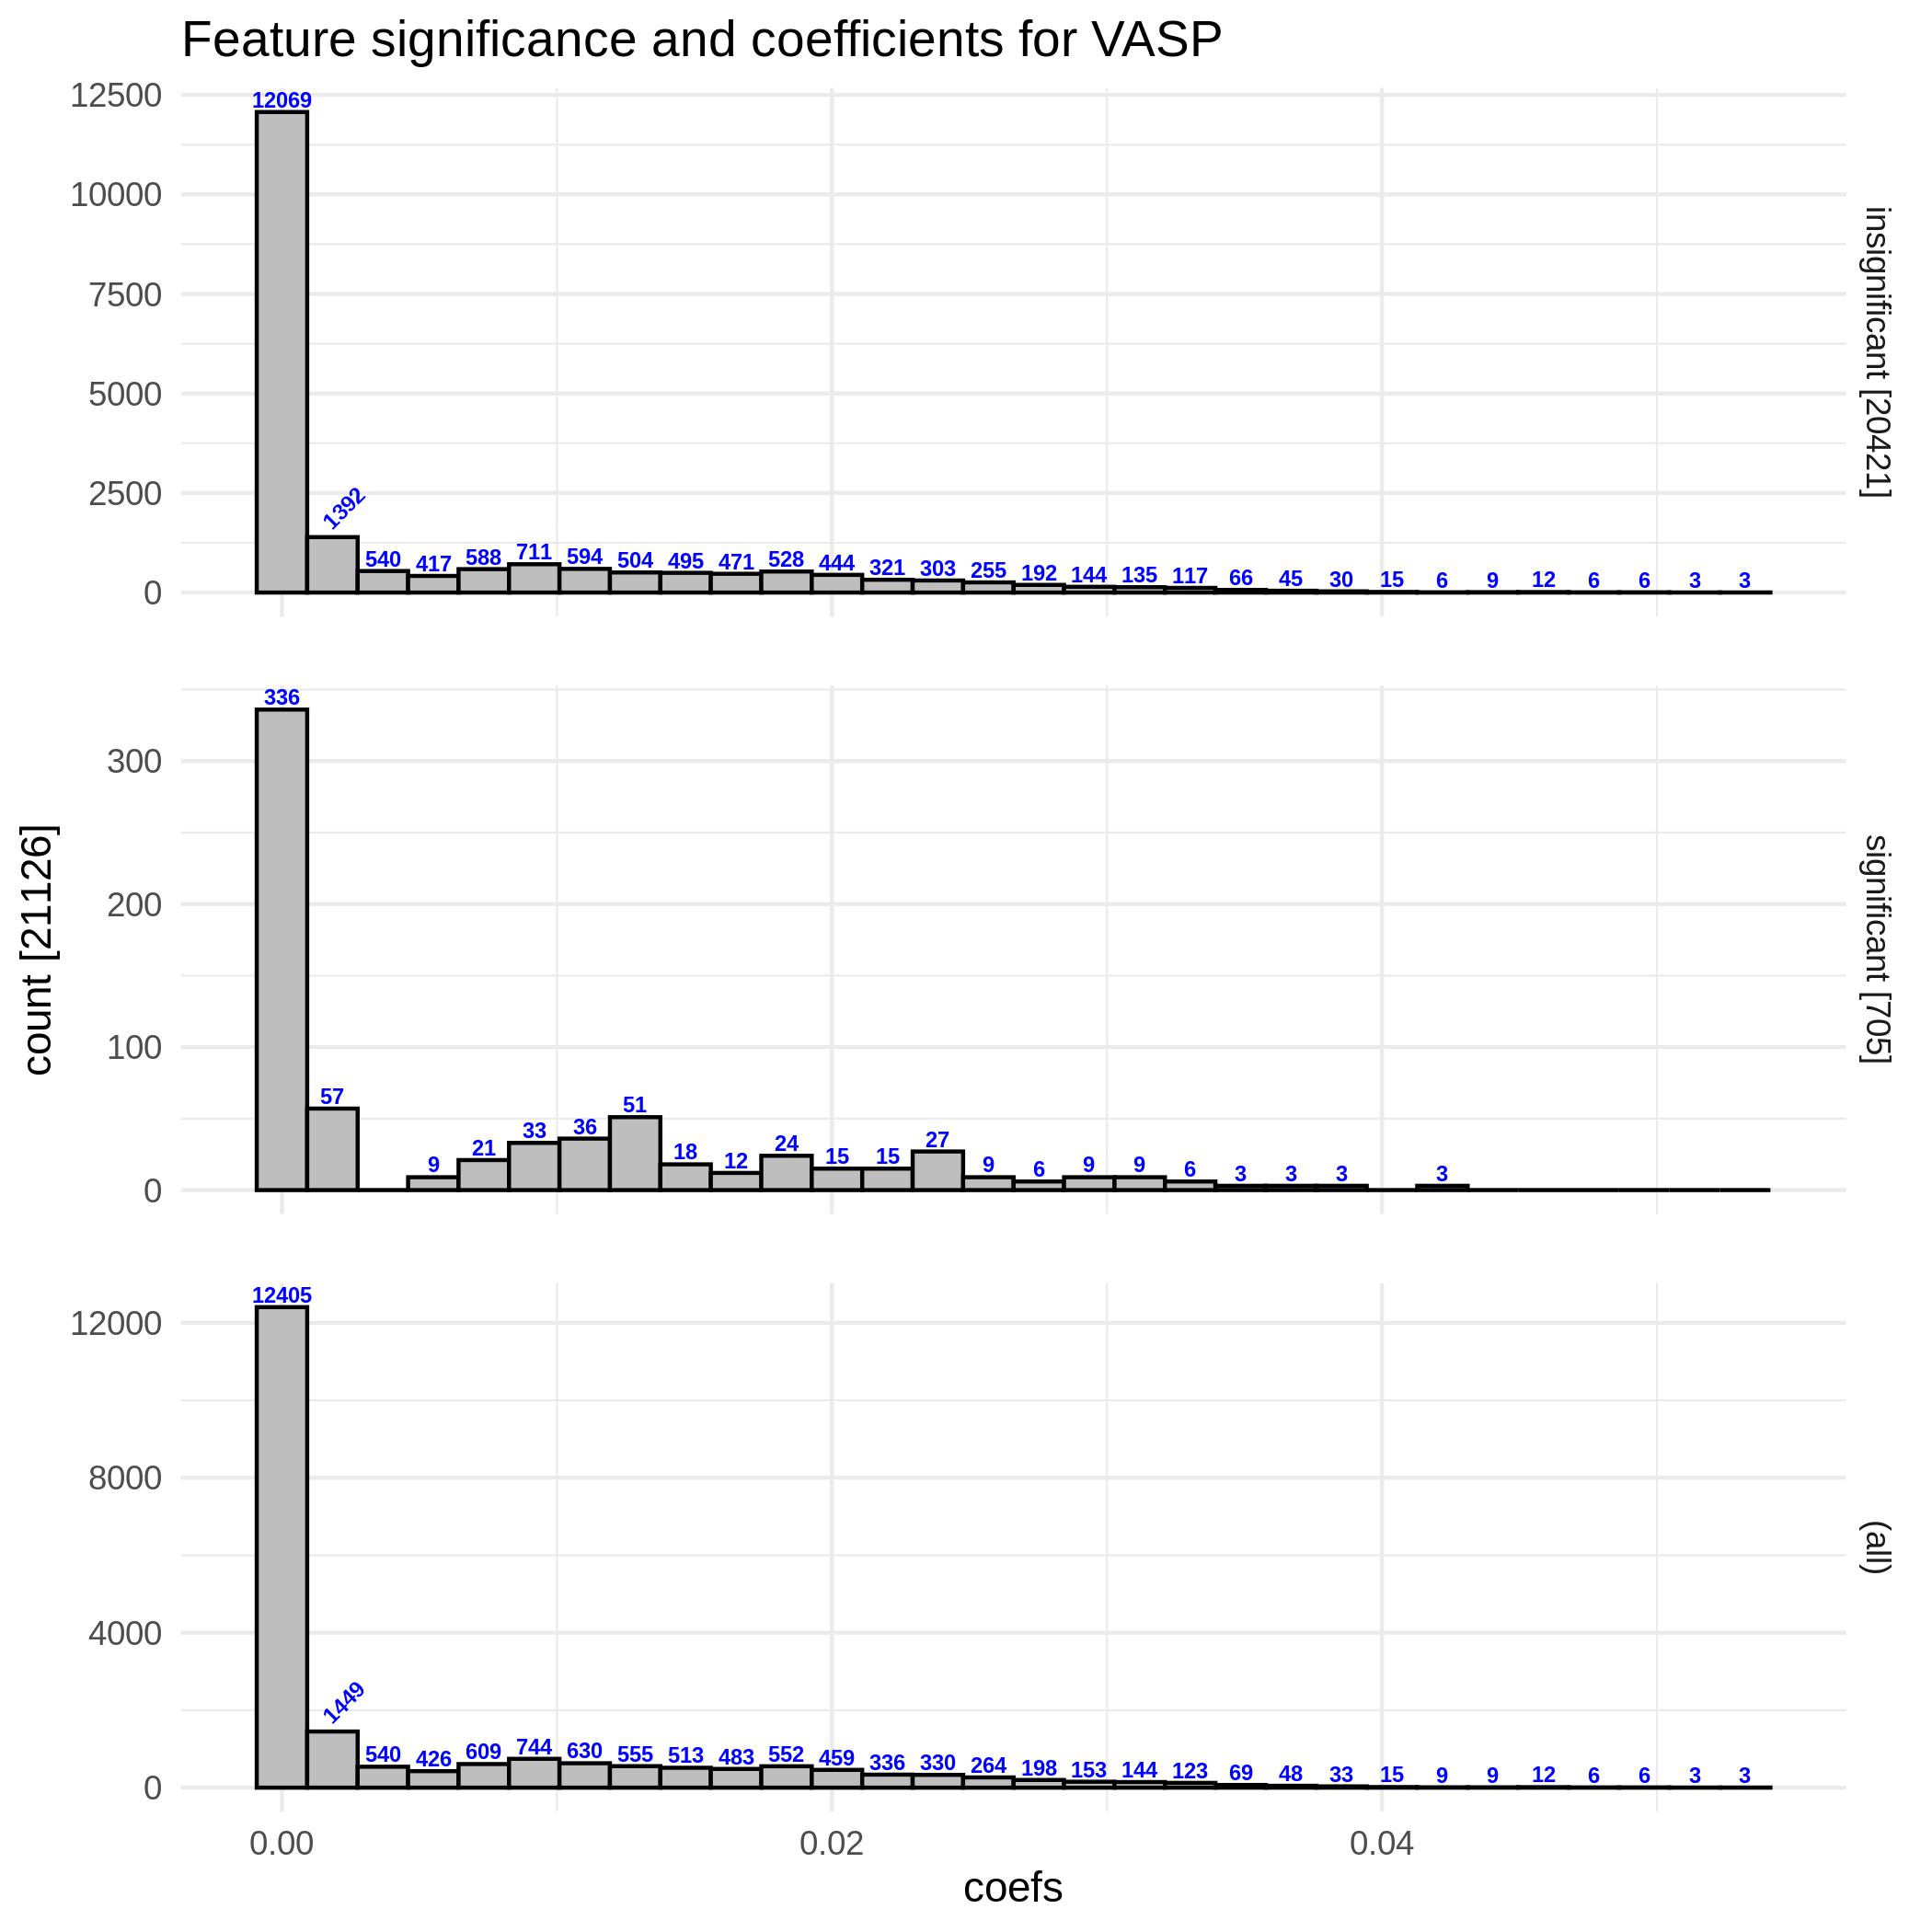 Feature significance and coefficients for VASP
12500
10000
7500
5000
2500
0
12069
1392
540 417 588 711 594 504 495 471 528 444 321 303 255 192 144 135 117 66 45 30 15 6 9 12 6 6 3 3
insignificant [20421]
count [21126]
300
200
100
0
336
57
9 21 33 36 51 18 12 24 15 15 27 9 6 9 9 6 3 3 3 3
significant [705]
12000
8000
4000
0
12405
1449
540 426 609 744 630 555 513 483 552 459 336 330 264 198 153 144 123 69 48 33 15 9 9 12 6 6 3 3
(all)
0.00 0.02 0.04
coefs